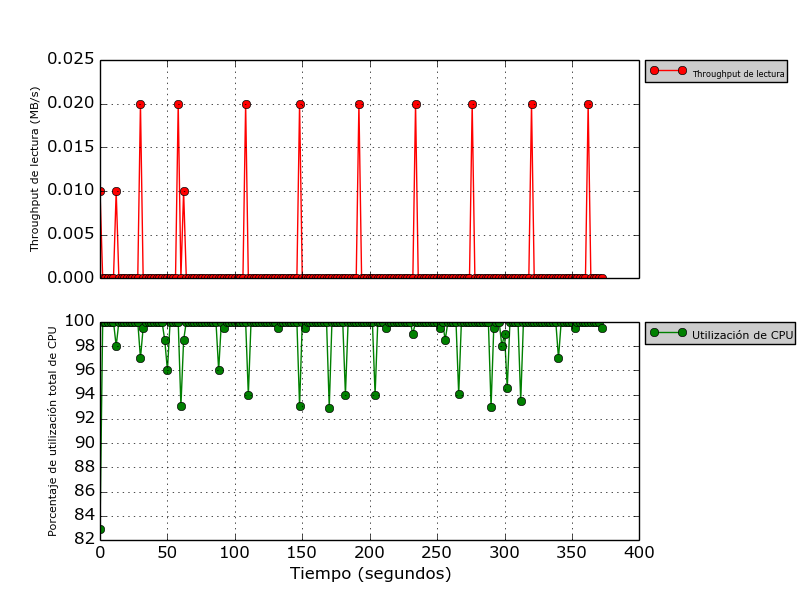 0.025
0.020
0.015
0.010
0.005
0.000
Throughput de lectura (MB/s)
Throughput de lectura
100
98
96
94
92
90
88
86
84
82
Porcentaje de utilización total de CPU
Utilización de CPU
0 50 100 150 200 250 300 350 400
Tiempo (segundos)